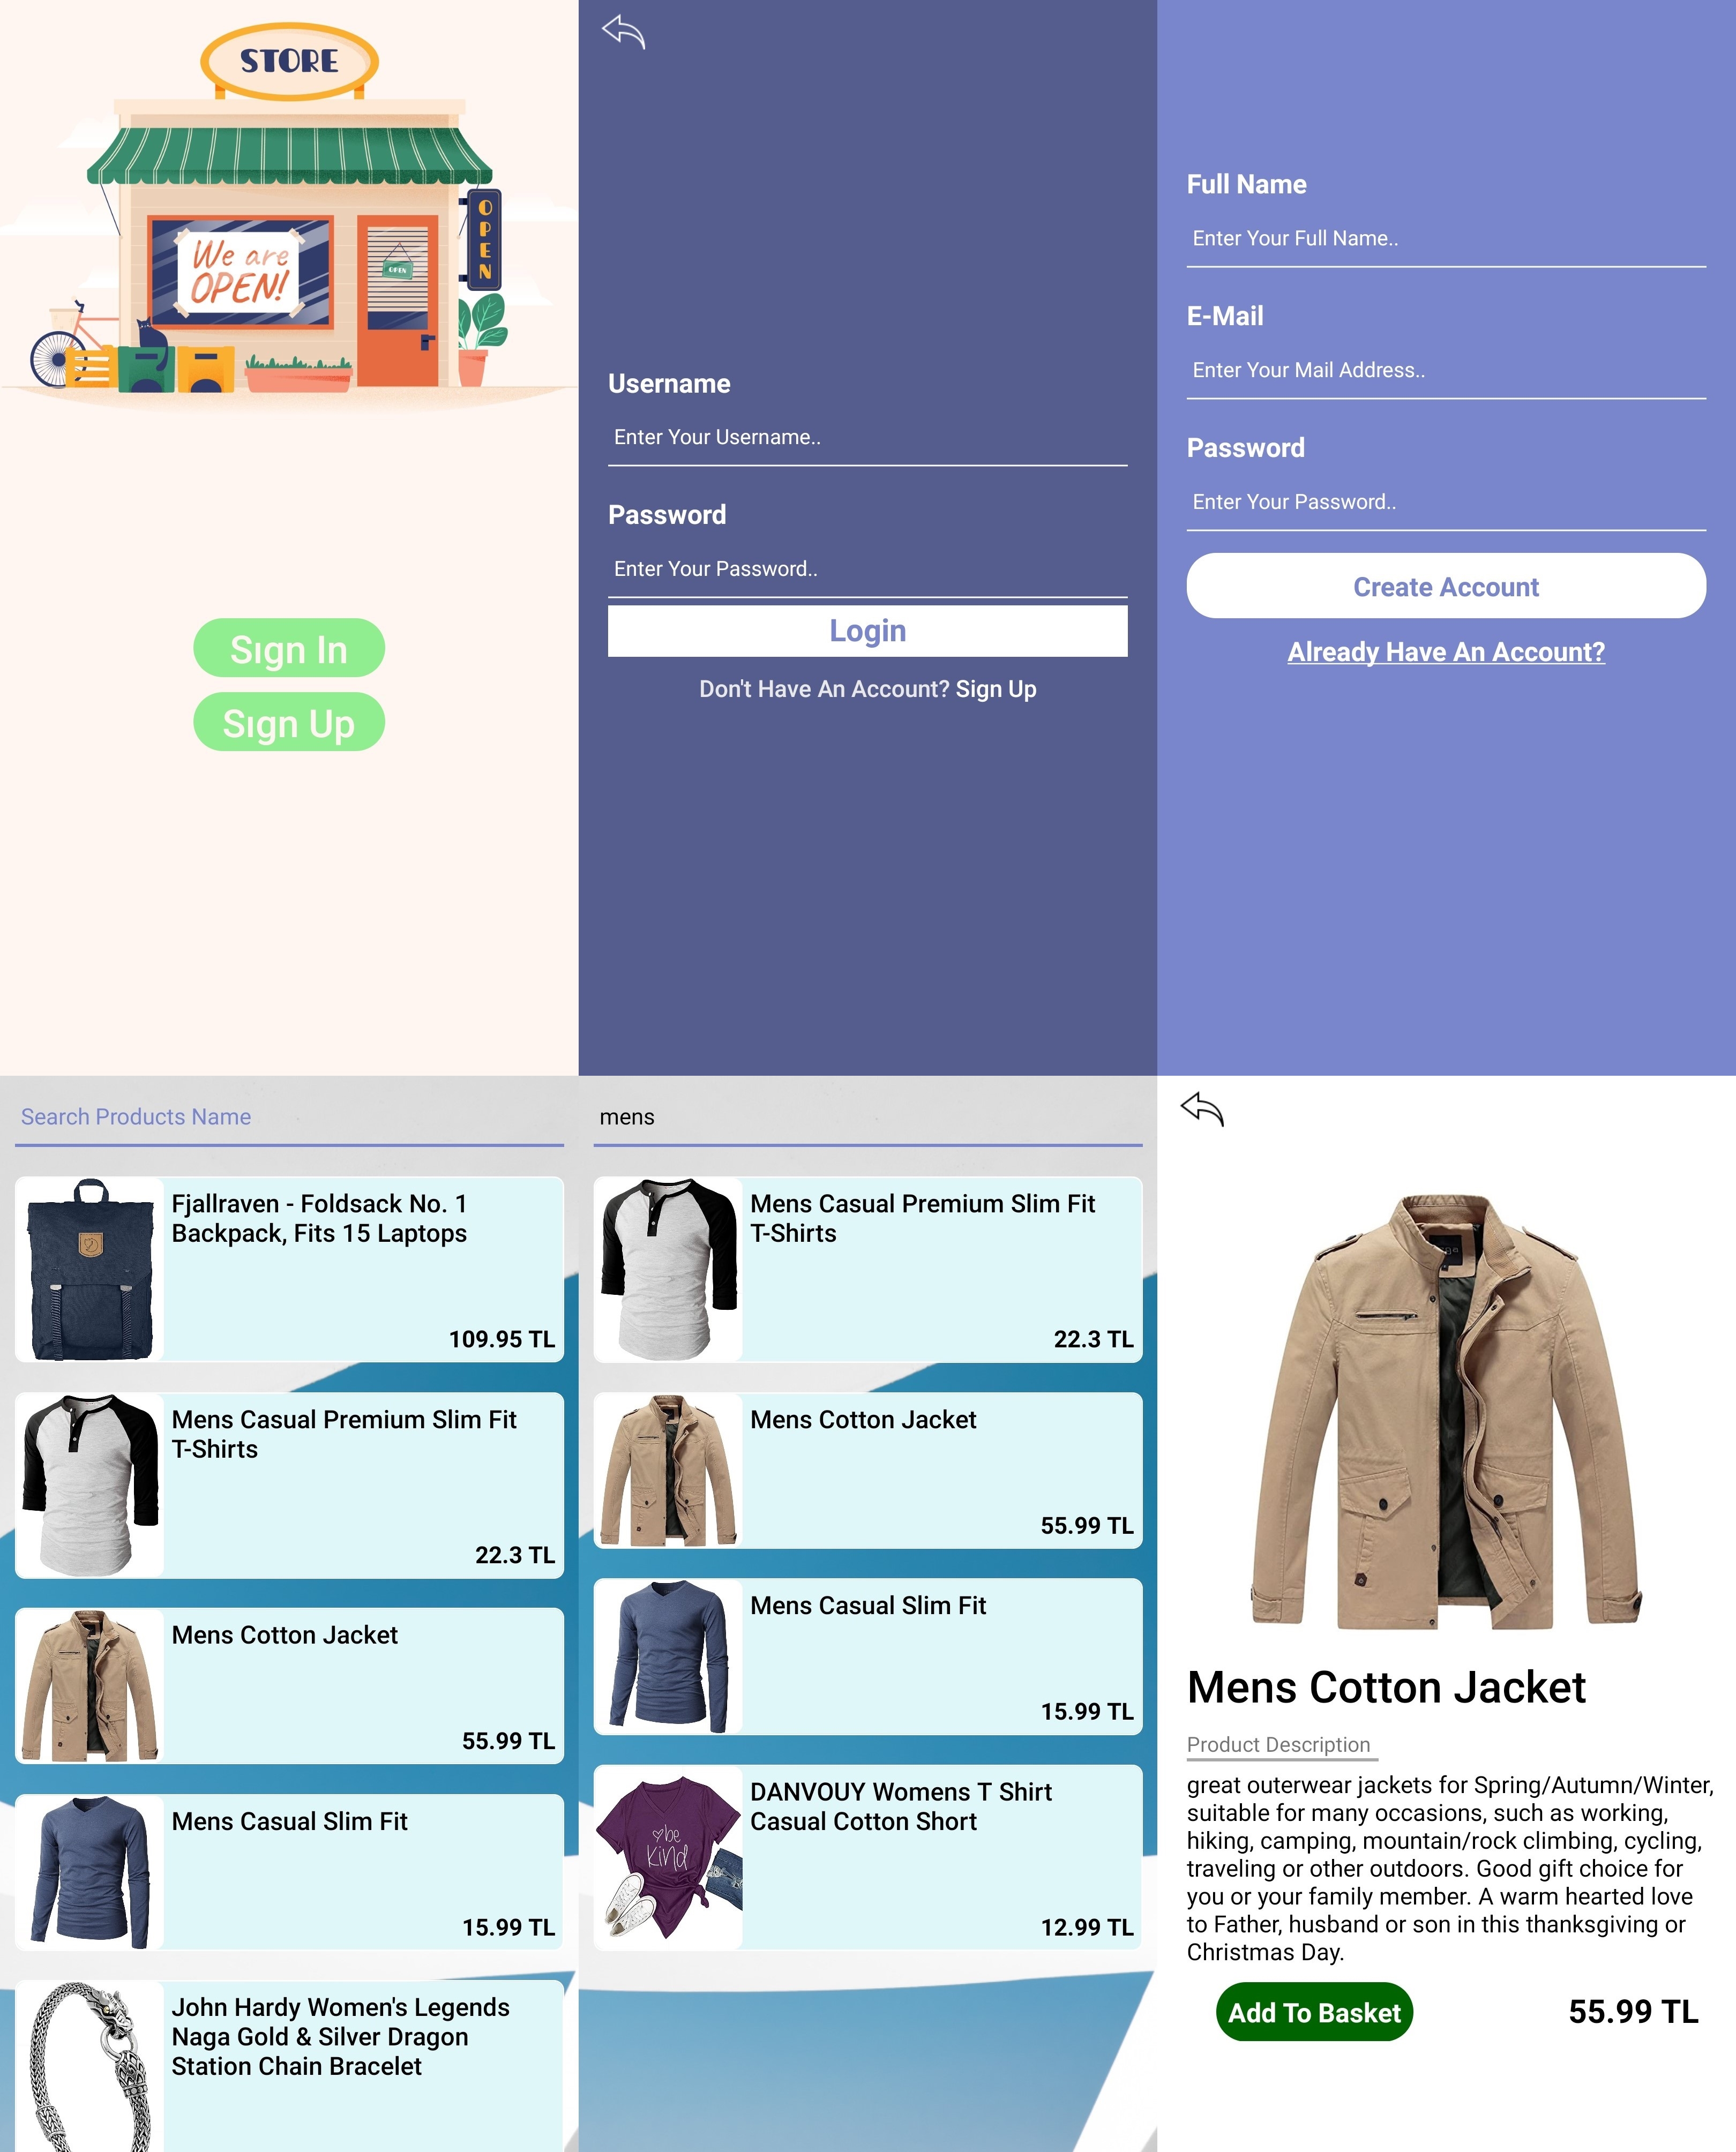 STORE
We are
OPEN!
OPEN
OPEN
Sıgn In
Sıgn Up
Username
Enter Your Username..
Password
Enter Your Password..
Login
Don't Have An Account? Sign Up
Full Name
Enter Your Full Name..
E-Mail
Enter Your Mail Address..
Password
Enter Your Password..
Create Account
Already Have An Account?
Search Products Name
Fjallraven - Foldsack No. 1
Backpack, Fits 15 Laptops
109.95 TL
Mens Casual Premium Slim Fit
T-Shirts
22.3 TL
Mens Cotton Jacket
55.99 TL
Mens Casual Slim Fit
15.99 TL
John Hardy Women's Legends
Naga Gold & Silver Dragon
Station Chain Bracelet
mens
Mens Casual Premium Slim Fit
T-Shirts
22.3 TL
Mens Cotton Jacket
55.99 TL
Mens Casual Slim Fit
15.99 TL
be
kind
DANVOUY Womens T Shirt
Casual Cotton Short
12.99 TL
Mens Cotton Jacket
Product Description
great outerwear jackets for Spring/Autumn/Winter,
suitable for many occasions, such as working,
hiking, camping, mountain/rock climbing, cycling,
traveling or other outdoors. Good gift choice for
you or your family member. A warm hearted love
to Father, husband or son in this thanksgiving or
Christmas Day.
Add To Basket
55.99 TL